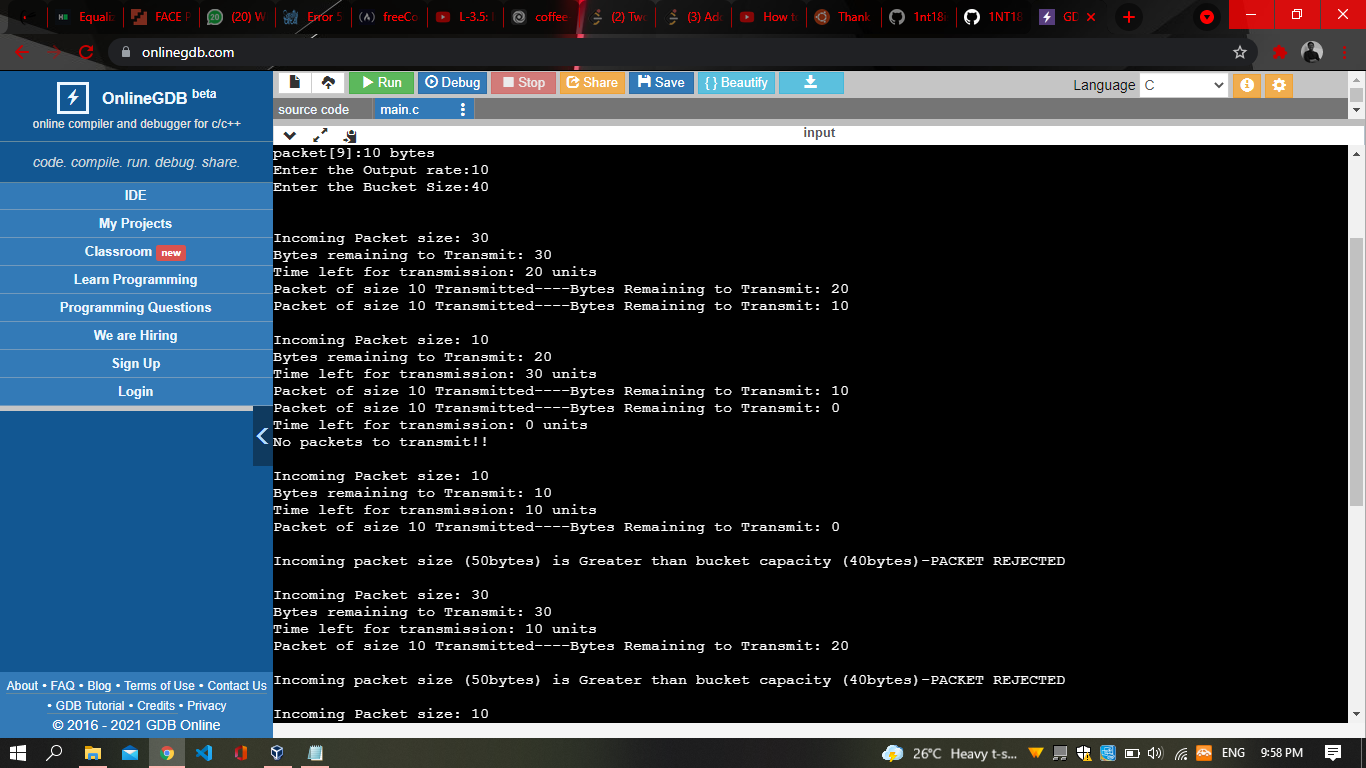 Equali
FACE P
(20) W
Error 5
freeCo
L-3.5:
coffee
(2) Two
(3) Add
How to
Thank
1nt18
1NT18
GD
onlinegdb.com
OnlineGDB beta
online compiler and debugger for c/c++
code. compile. run. debug. share.
IDE
My Projects
Classroom new
Learn Programming
Programming Questions
We are Hiring
Sign Up
Login
About • FAQ • Blog • Terms of Use • Contact Us
• GDB Tutorial • Credits • Privacy
© 2016 - 2021 GDB Online
Run Debug Stop Share Save { } Beautify
Language C
source code main.c
input
packet[9]:10 bytes
Enter the Output rate:10
Enter the Bucket Size:40
Incoming Packet size: 30
Bytes remaining to Transmit: 30
Time left for transmission: 20 units
Packet of size 10 Transmitted----Bytes Remaining to Transmit: 20
Packet of size 10 Transmitted----Bytes Remaining to Transmit: 10
Incoming Packet size: 10
Bytes remaining to Transmit: 20
Time left for transmission: 30 units
Packet of size 10 Transmitted----Bytes Remaining to Transmit: 10
Packet of size 10 Transmitted----Bytes Remaining to Transmit: 0
Time left for transmission: 0 units
No packets to transmit!!
Incoming Packet size: 10
Bytes remaining to Transmit: 10
Time left for transmission: 10 units
Packet of size 10 Transmitted----Bytes Remaining to Transmit: 0
Incoming packet size (50bytes) is Greater than bucket capacity (40bytes)-PACKET REJECTED
Incoming Packet size: 30
Bytes remaining to Transmit: 30
Time left for transmission: 10 units
Packet of size 10 Transmitted----Bytes Remaining to Transmit: 20
Incoming packet size (50bytes) is Greater than bucket capacity (40bytes)-PACKET REJECTED
Incoming Packet size: 10
26°C Heavy t-s... ENG 9:58 PM